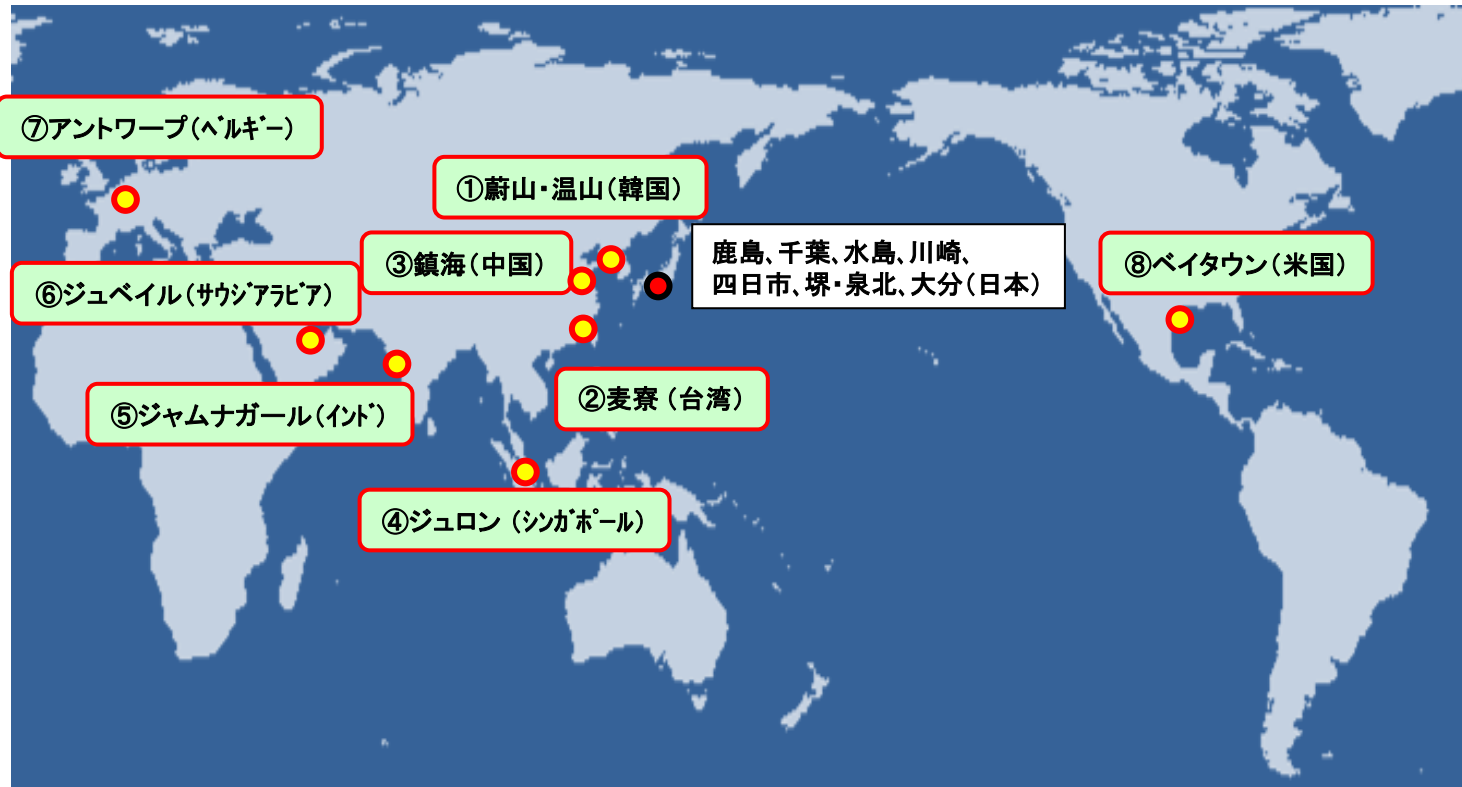 ⑦アントワープ(ﾍﾞﾙｷﾞｰ)
①蔚山・温山(韓国)
③鎮海(中国)
鹿島、千葉、水島、川崎、
四日市、堺・泉北、大分(日本)
⑧ベイタウン(米国)
⑥ジュベイル(ｻｳｼﾞｱﾗﾋﾞｱ)
②麦寮(台湾)
⑤ジャムナガール(ｲﾝﾄﾞ)
④ジュロン(ｼﾝｶﾞﾎﾟｰﾙ)